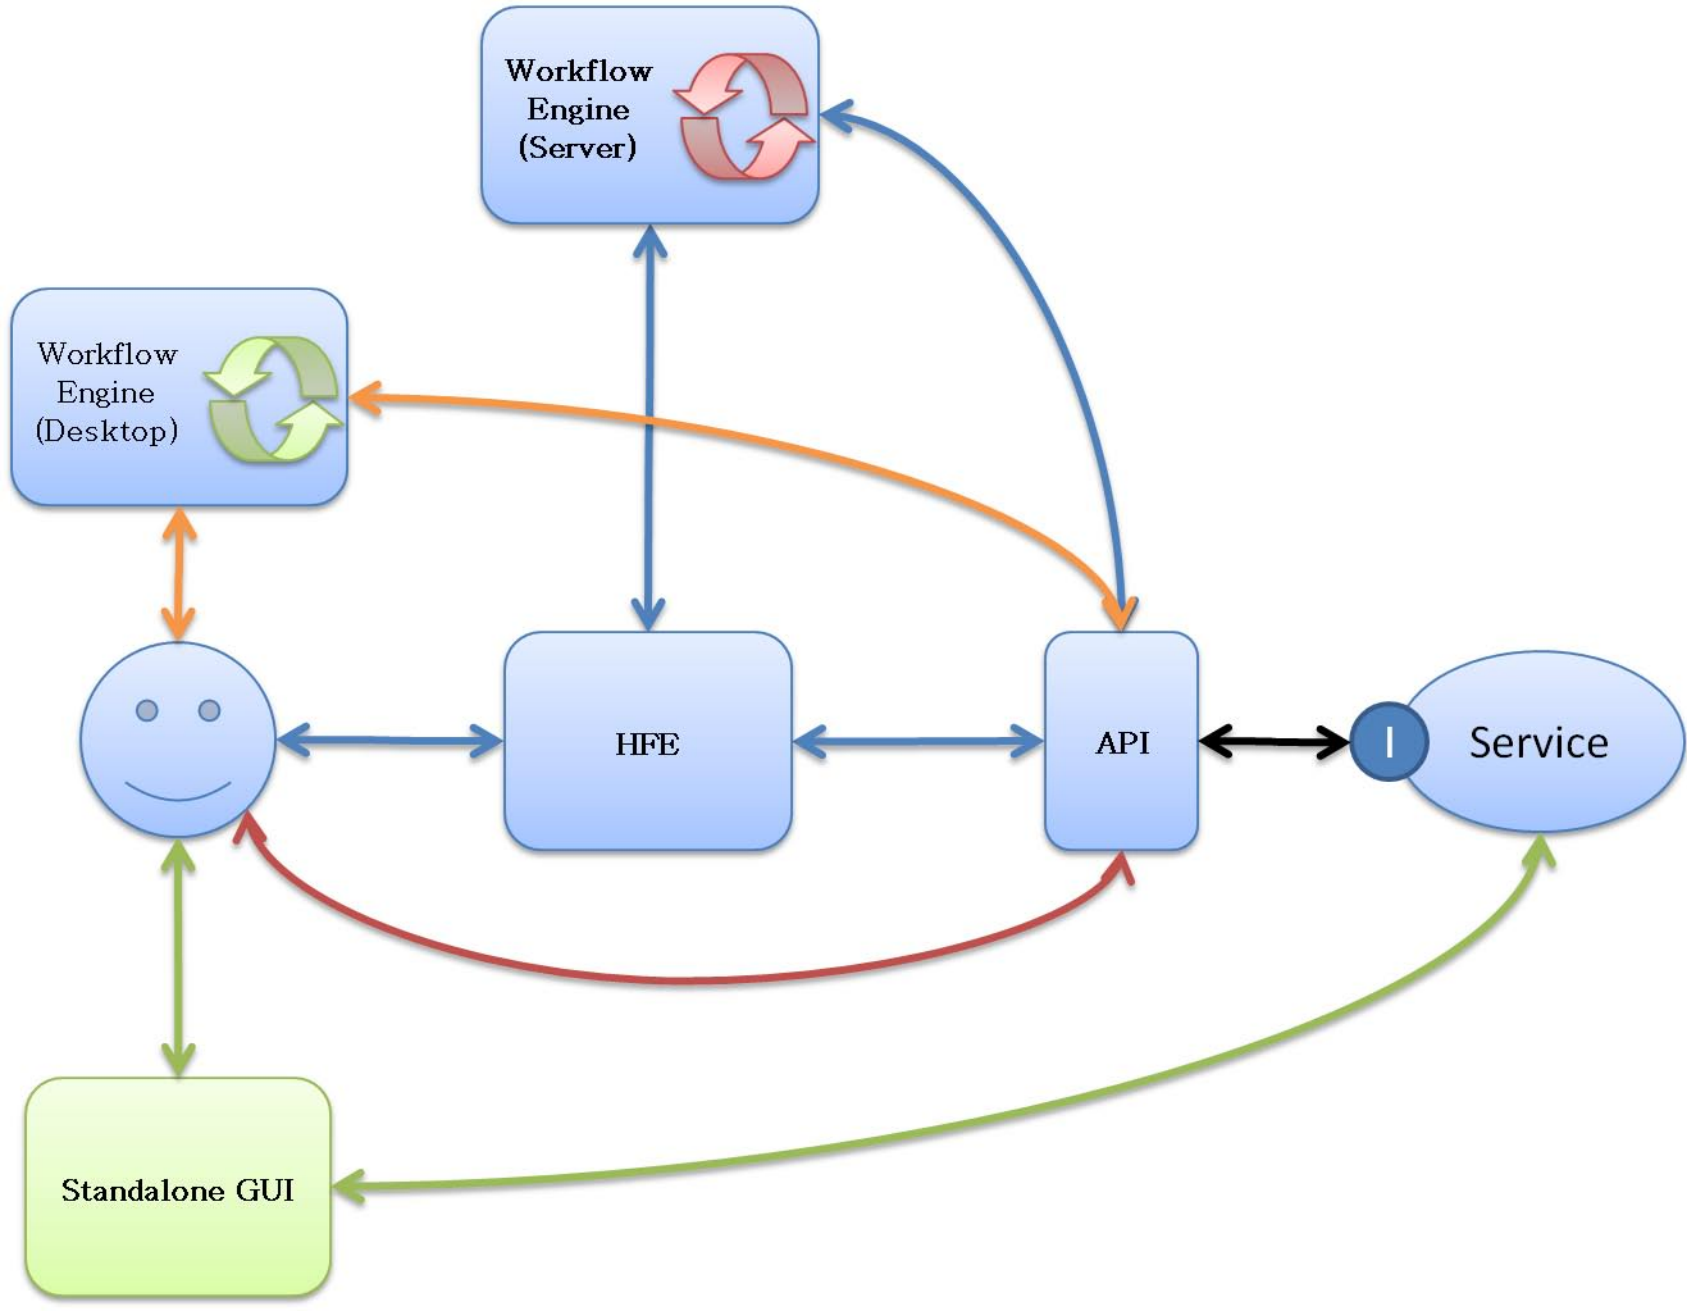 Workflow
Engine
(Server)
Workflow
Engine
(Desktop)
HFE
API
I
Service
Standalone GUI